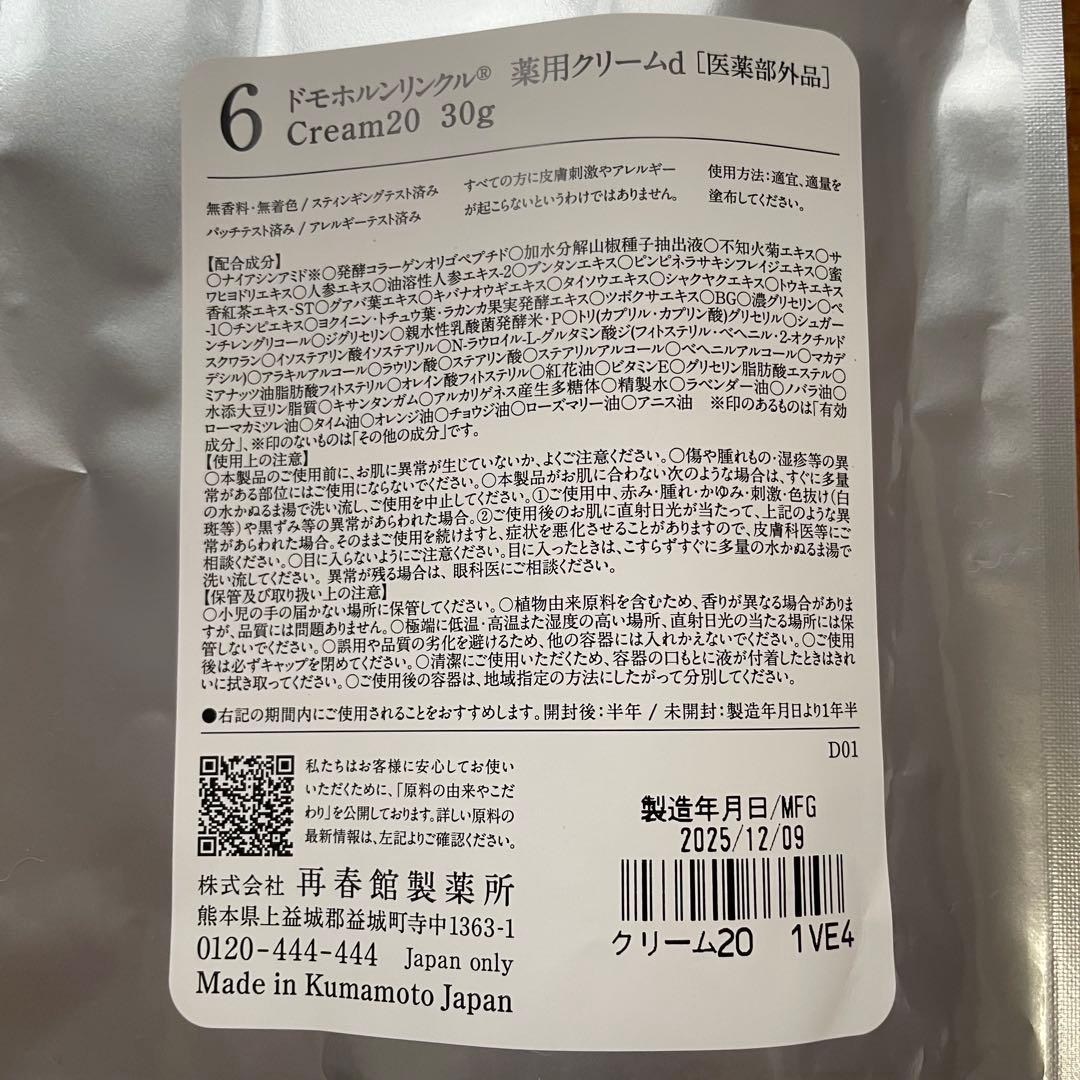 6
ドモホルンリンクル® 薬用クリームd [医薬部外品]
Cream20 30g
無香料・無着色 / スティンギングテスト済み
パッチテスト済み / アレルギーテスト済み
すべての方に皮膚刺激やアレルギー
が起こらないというわけではありません。
使用方法:適宜、適量を
塗布してください。
【配合成分】
○ナイアシンアミド※○発酵コラーゲンオリゴペプチド○加水分解山椒種子抽出液○不知火菊エキス○サ
ワヒヨドリエキス○人参エキス○油溶性人参エキス-2○ブンタンエキス○ピンピネラサキシフレイジエキス○蜜
香紅茶エキス・ST○グアバ葉エキス○キバナオウギエキス○タイソウエキス○シャクヤクエキス○トウキエキス
-1○チンピエキス○ヨクイニン・トチュウ葉・ラカンカ果実発酵エキス○ツボクサエキス○BG○濃グリセリン○ペ
ンチレングリコール○ジグリセリン○親水性乳酸菌発酵米・P○トリ(カプリル・カプリン酸)グリセリル○シュガー
スクワラン○イソステアリン酸イソステアリル○N-ラウロイル-L-グルタミン酸ジ(フィトステリル・ベヘニル・2-オクチルド
デシル)○アラキルアルコール○ラウリン酸○ステアリン酸○ステアリルアルコール○ベヘニルアルコール○マカデ
ミアナッツ油脂肪酸フィトステリル○オレイン酸フィトステリル○紅花油○ビタミンE○グリセリン脂肪酸エステル○
水添大豆リン脂質○キサンタンガム○アルカリゲネス産生多糖体○精製水○ラベンダー油○ノバラ油○
ローマカミツレ油○タイム油○オレンジ油○チョウジ油○ローズマリー油○アニス油 ※印のあるものは「有効
成分」、※印のないものは「その他の成分」です。
【使用上の注意】
○本製品のご使用前に、お肌に異常が生じていないか、よくご注意ください。○傷や腫れもの・湿疹等の異
常がある部位にはご使用にならないでください。○本製品がお肌に合わない次のような場合は、すぐに多量
の水かぬるま湯で洗い流し、ご使用を中止してください。①ご使用中、赤み・腫れ・かゆみ・刺激・色抜け(白
斑等)や黒ずみ等の異常があらわれた場合。②ご使用後のお肌に直射日光が当たって、上記のような異
常があらわれた場合。そのままご使用を続けますと、症状を悪化させることがありますので、皮膚科医等にご
相談ください。○目に入らないようにご注意ください。目に入ったときは、こすらずすぐに多量の水かぬるま湯で
洗い流してください。異常が残る場合は、眼科医にご相談ください。
【保管及び取り扱い上の注意】
○小児の手の届かない場所に保管してください。○植物由来原料を含むため、香りが異なる場合がありま
すが、品質には問題ありません。○極端に低温・高温また湿度の高い場所、直射日光の当たる場所には保
管しないでください。○誤用や品質の劣化を避けるため、他の容器には入れかえないでください。○ご使用
後は必ずキャップを閉めてください。○清潔にご使用いただくため、容器の口もとに液が付着したときはきれ
いに拭き取ってください。○ご使用後の容器は、地域指定の方法にしたがって分別してください。
●右記の期間内にご使用されることをおすすめします。開封後:半年 / 未開封:製造年月日より1年半
D01
私たちはお客様に安心してお使い
いただくために、「原料の由来やこだ
わり」を公開しております。詳しい原料の
最新情報は、左記よりご確認ください。
製造年月日/MFG
2025/12/09
クリーム20 1VE4
株式会社 再春館製薬所
熊本県上益城郡益城町寺中1363-1
0120-444-444 Japan only
Made in Kumamoto Japan